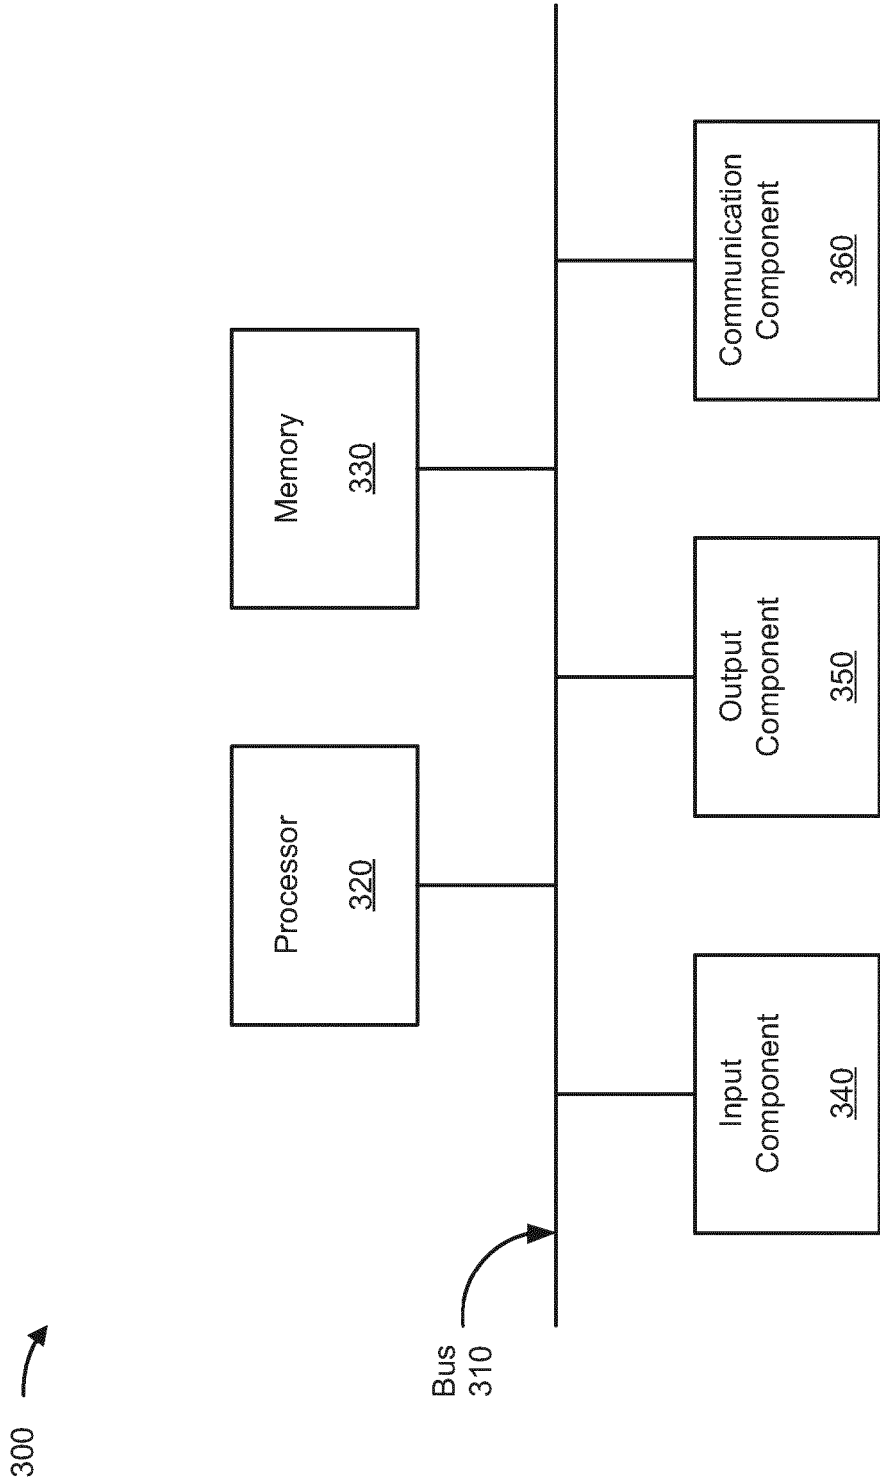 300
Bus
310
Processor
320
Memory
330
Input
Component
340
Output
Component
350
Communication
Component
360